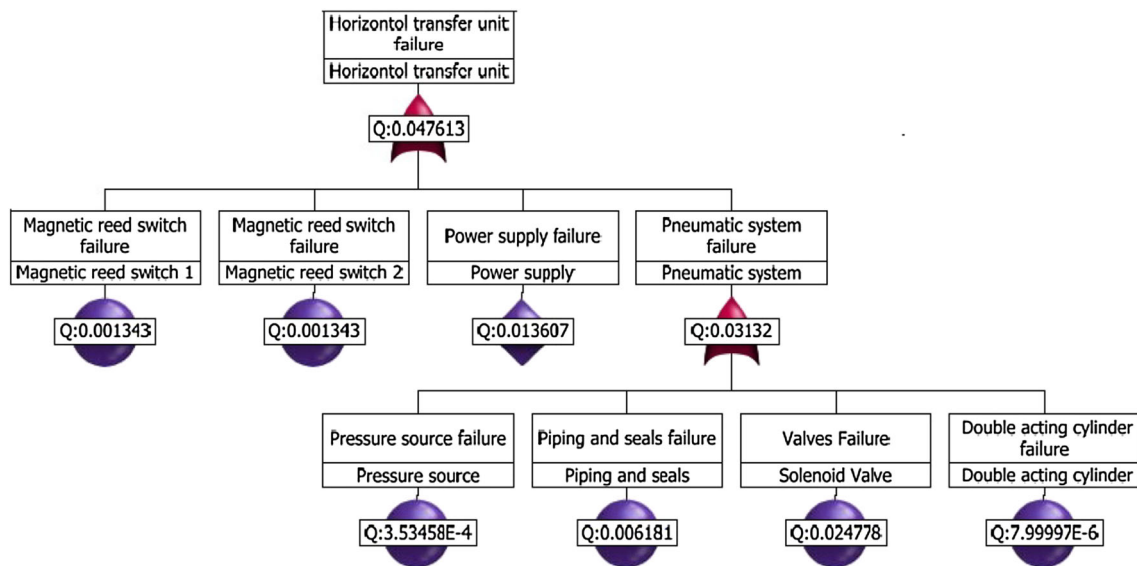 Horizontol transfer unit
failure
Horizontol transfer unit
Q:0.047613
Magnetic reed switch
failure
Magnetic reed switch 1
Q:0.001343
Magnetic reed switch
failure
Magnetic reed switch 2
Q:0.001343
Power supply failure
Power supply
Q:0.013607
Pneumatic system
failure
Pneumatic system
Q:0.03132
Pressure source failure
Pressure source
Q:3.53458E-4
Piping and seals failure
Piping and seals
Q:0.006181
Valves Failure
Solenoid Valve
Q:0.024778
Double acting cylinder
failure
Double acting cylinder
Q:7.99997E-6